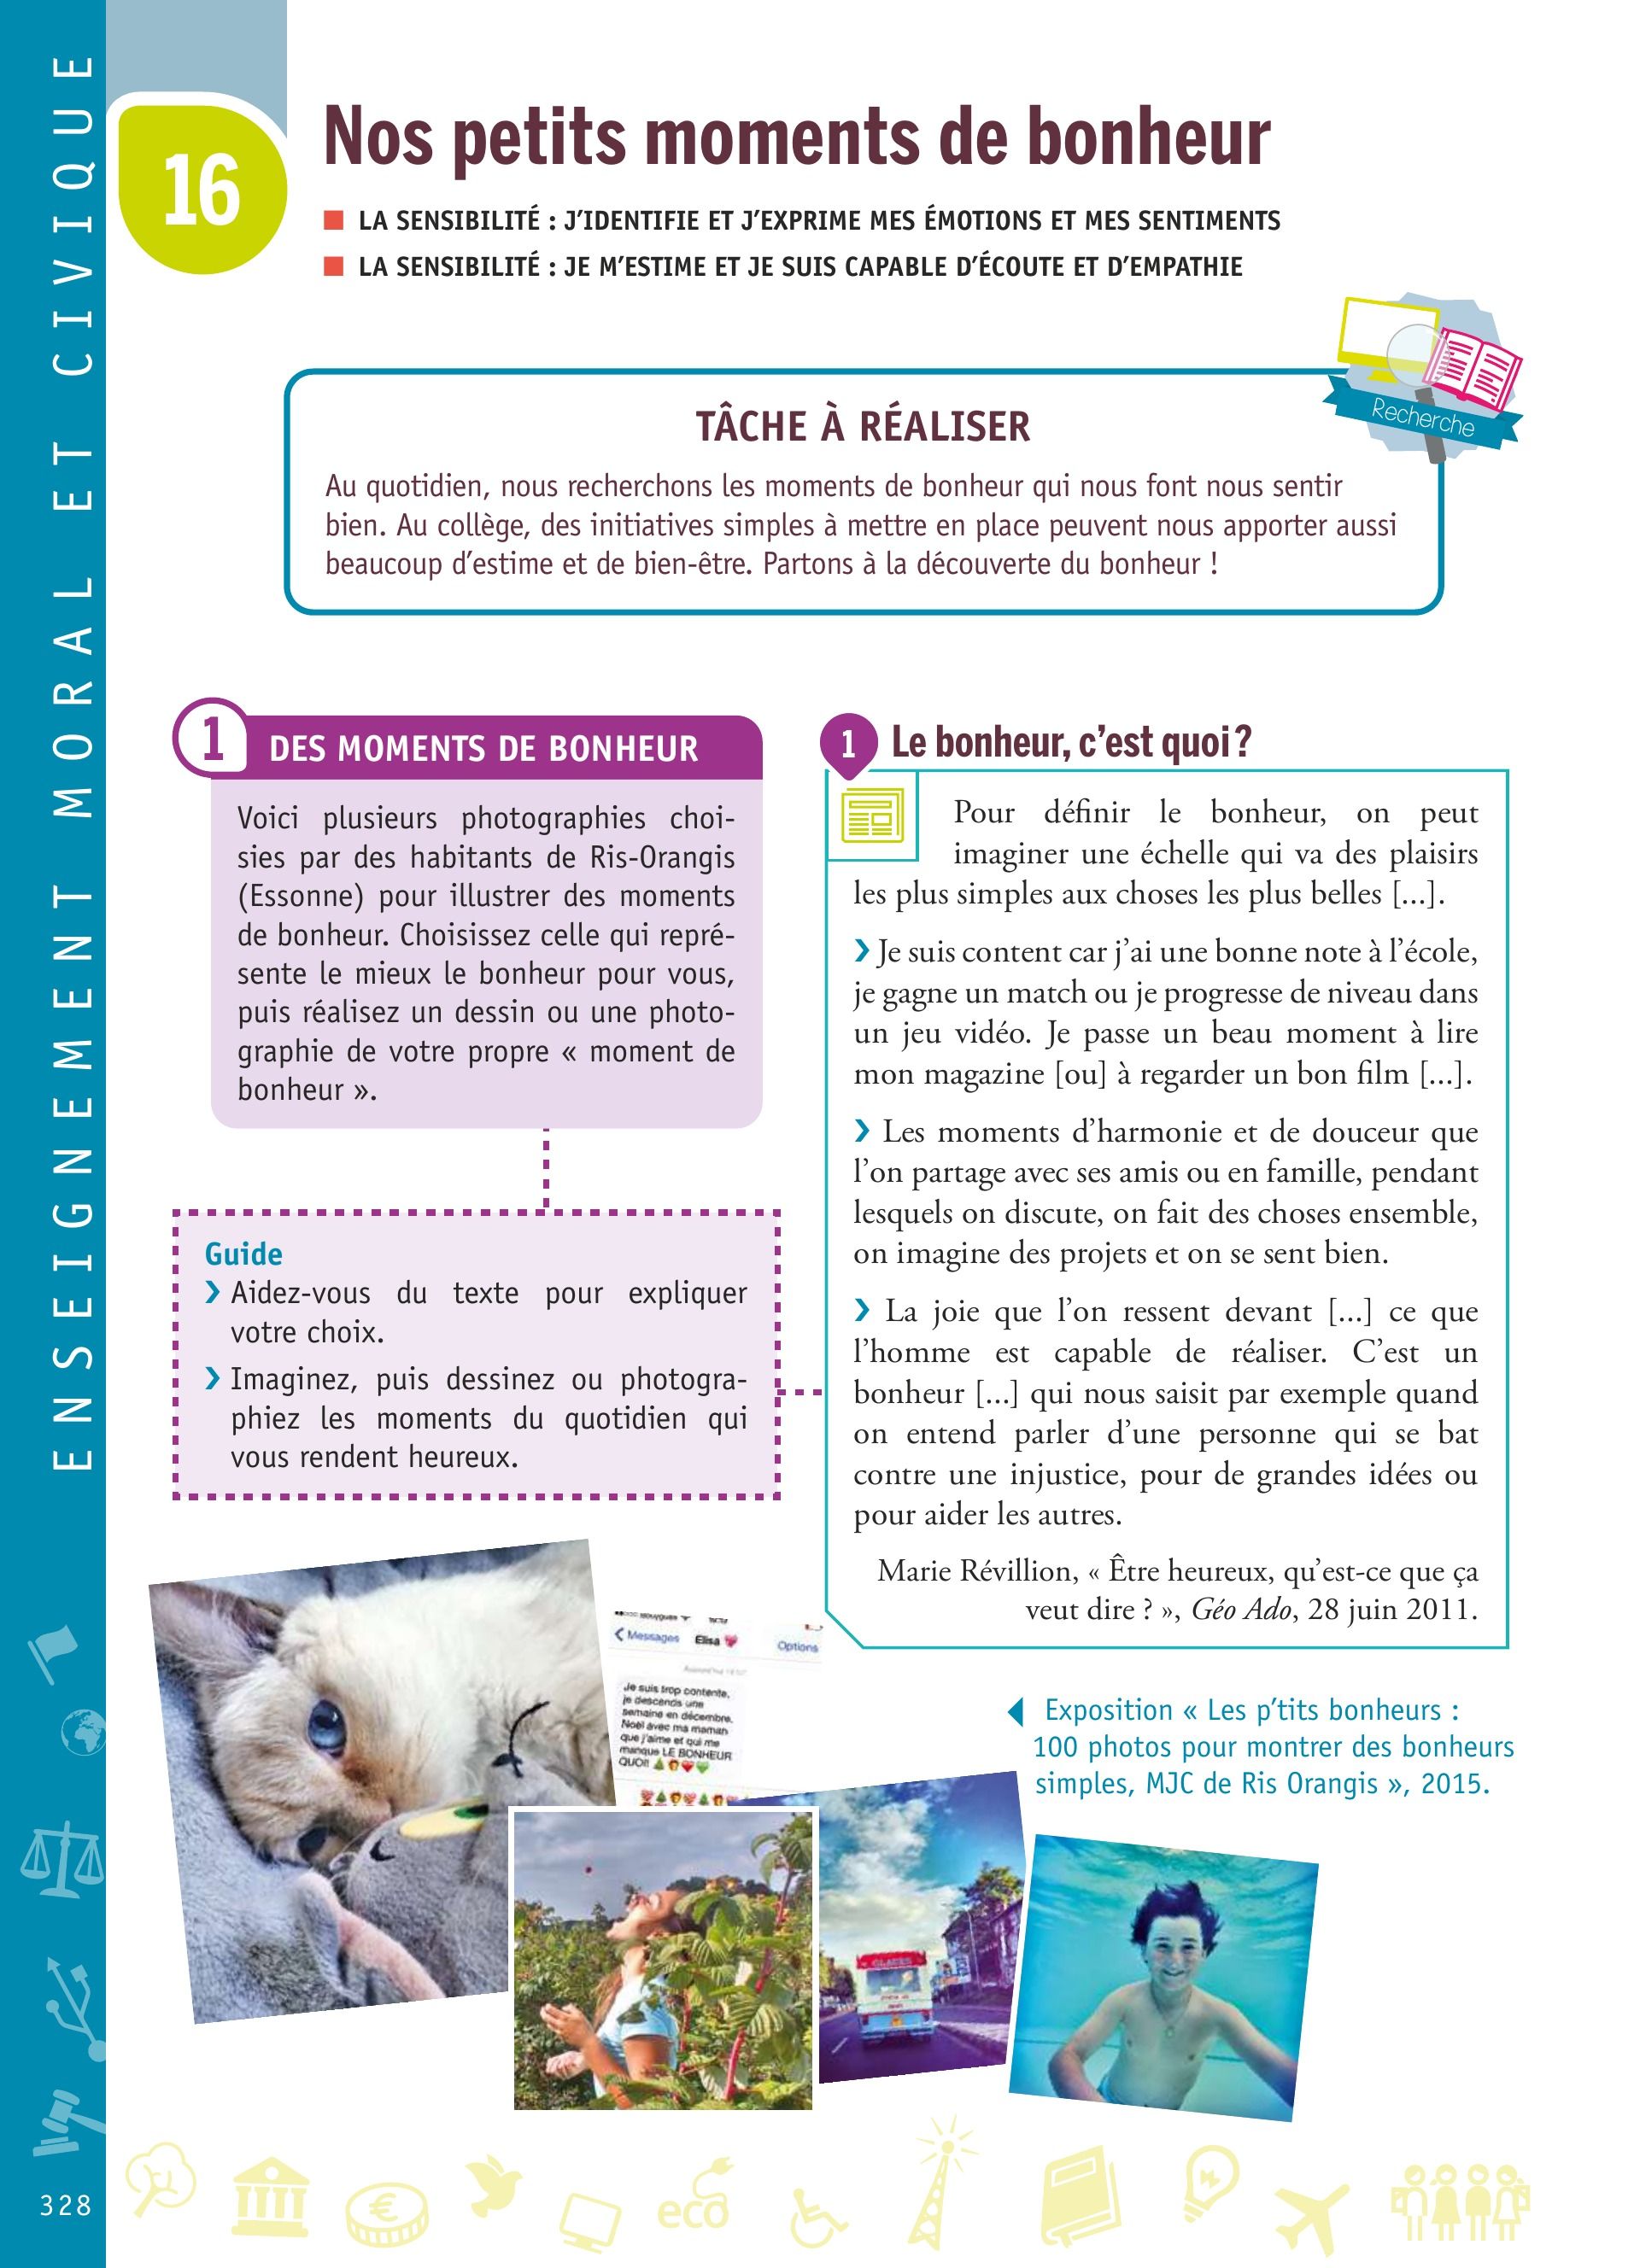 ENSEIGNEMENT MORAL ET CIVIQUE
16
Nos petits moments de bonheur
■ LA SENSIBILITÉ : J’IDENTIFIE ET J’EXPRIME MES ÉMOTIONS ET MES SENTIMENTS
■ LA SENSIBILITÉ : JE M’ESTIME ET JE SUIS CAPABLE D’ÉCOUTE ET D’EMPATHIE
Recherche
TÂCHE À RÉALISER
Au quotidien, nous recherchons les moments de bonheur qui nous font nous sentir
bien. Au collège, des initiatives simples à mettre en place peuvent nous apporter aussi
beaucoup d’estime et de bien-être. Partons à la découverte du bonheur !
1 DES MOMENTS DE BONHEUR
Voici plusieurs photographies choi-
sies par des habitants de Ris-Orangis
(Essonne) pour illustrer des moments
de bonheur. Choisissez celle qui repré-
sente le mieux le bonheur pour vous,
puis réalisez un dessin ou une photo-
graphie de votre propre « moment de
bonheur ».
Guide
❯ Aidez-vous du texte pour expliquer
votre choix.
❯ Imaginez, puis dessinez ou photogra-
phiez les moments du quotidien qui
vous rendent heureux.
1 Le bonheur, c’est quoi ?
Pour définir le bonheur, on peut
imaginer une échelle qui va des plaisirs
les plus simples aux choses les plus belles [...].
❯ Je suis content car j’ai une bonne note à l’école,
je gagne un match ou je progresse de niveau dans
un jeu vidéo. Je passe un beau moment à lire
mon magazine [ou] à regarder un bon film [...].
❯ Les moments d’harmonie et de douceur que
l’on partage avec ses amis ou en famille, pendant
lesquels on discute, on fait des choses ensemble,
on imagine des projets et on se sent bien.
❯ La joie que l’on ressent devant [...] ce que
l’homme est capable de réaliser. C’est un
bonheur [...] qui nous saisit par exemple quand
on entend parler d’une personne qui se bat
contre une injustice, pour de grandes idées ou
pour aider les autres.
Marie Révillion, « Être heureux, qu’est-ce que ça
veut dire ? », Géo Ado, 28 juin 2011.
Messages Elisa Options
Je suis trop contente,
je descends une
semaine en décembre.
Noël avec ma maman
que j'aime et qui me
manque LE BONHEUR
QUOI!
◀ Exposition « Les p’tits bonheurs :
100 photos pour montrer des bonheurs
simples, MJC de Ris Orangis », 2015.
GLACES
€
eco
328